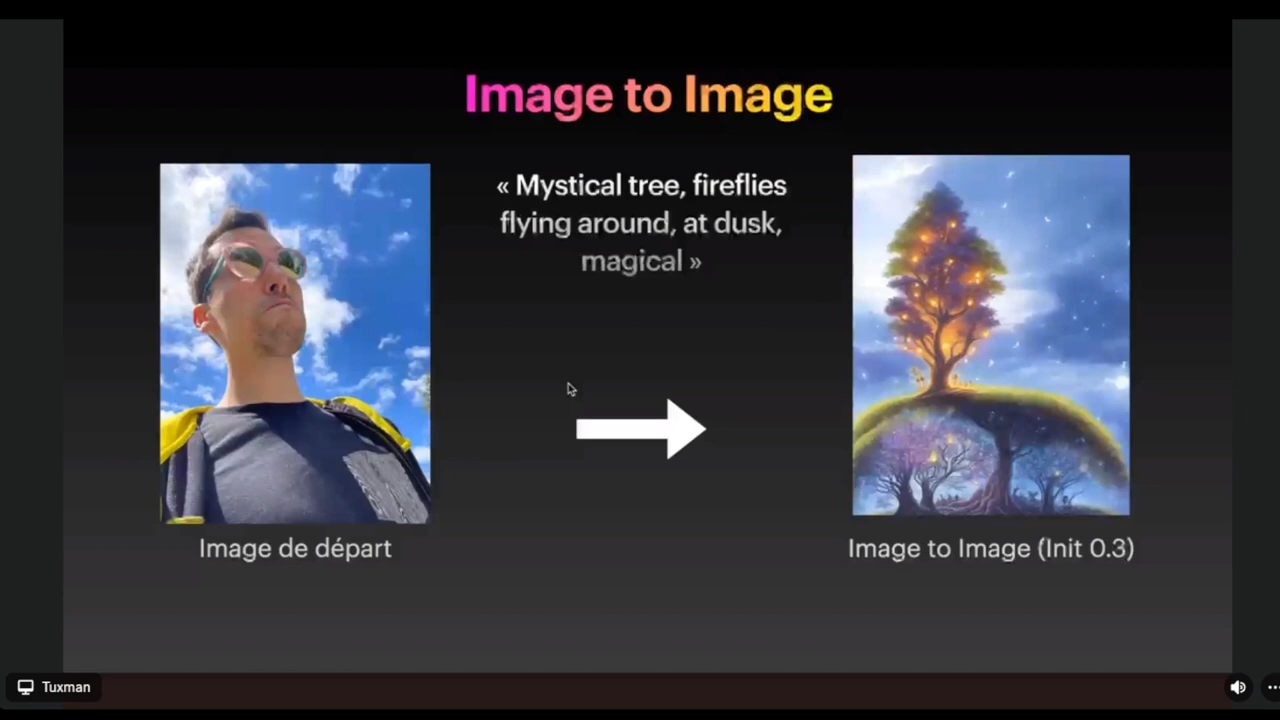 Image to Image
« Mystical tree, fireflies
flying around, at dusk,
magical »
Image de départ
Image to Image (Init 0.3)
Tuxman